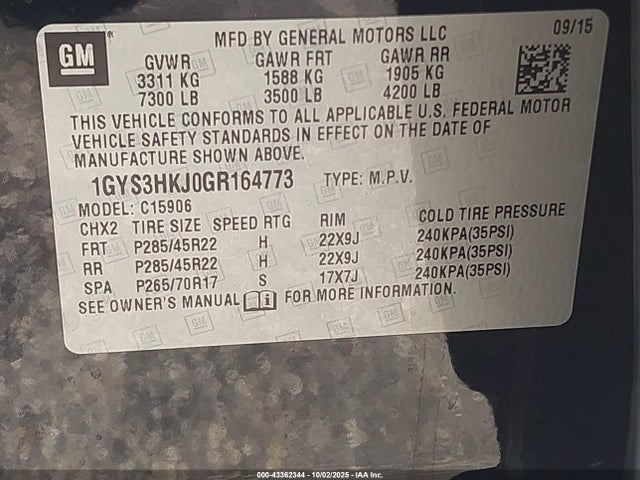 GM
MFD BY GENERAL MOTORS LLC
09/15
GVWR GAWR FRT GAWR RR
3311 KG 1588 KG 1905 KG
7300 LB 3500 LB 4200 LB
THIS VEHICLE CONFORMS TO ALL APPLICABLE U.S. FEDERAL MOTOR
VEHICLE SAFETY STANDARDS IN EFFECT ON THE DATE OF
MANUFACTURE SHOWN ABOVE.
1GYS3HKJ0GR164773 TYPE: M.P.V.
MODEL: C15906
CHX2 TIRE SIZE SPEED RTG RIM COLD TIRE PRESSURE
FRT P285/45R22 H 22X9J 240KPA(35PSI)
RR P285/45R22 H 22X9J 240KPA(35PSI)
SPA P265/70R17 S 17X7J 240KPA(35PSI)
SEE OWNER'S MANUAL FOR MORE INFORMATION.
000-43362344 - 10/02/2025 - IAA Inc.